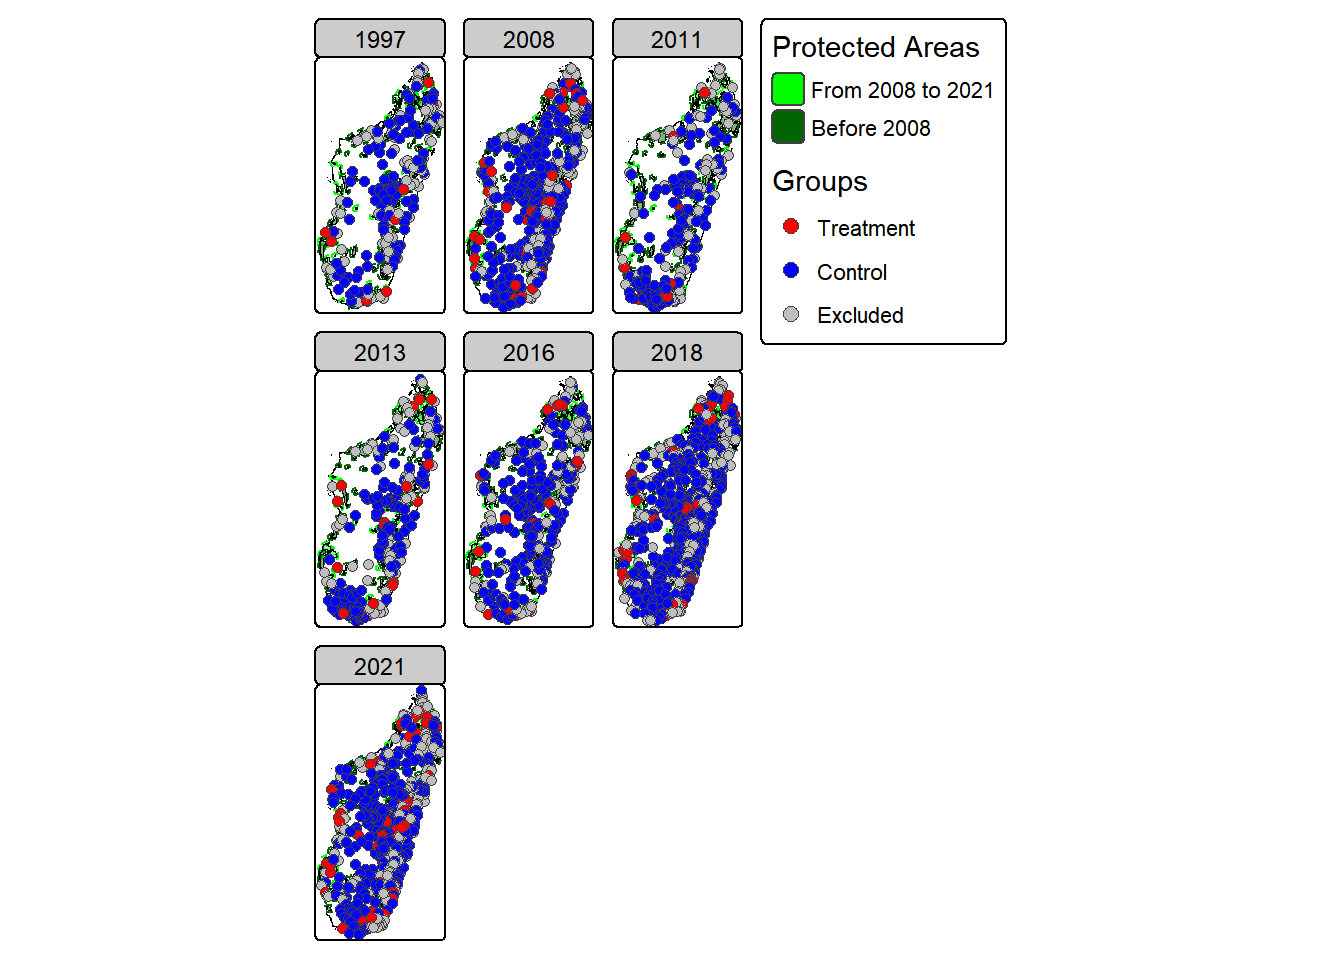 1997
2008
2011
Protected Areas
From 2008 to 2021
Before 2008
Groups
Treatment
Control
Excluded
2013
2016
2018
2021